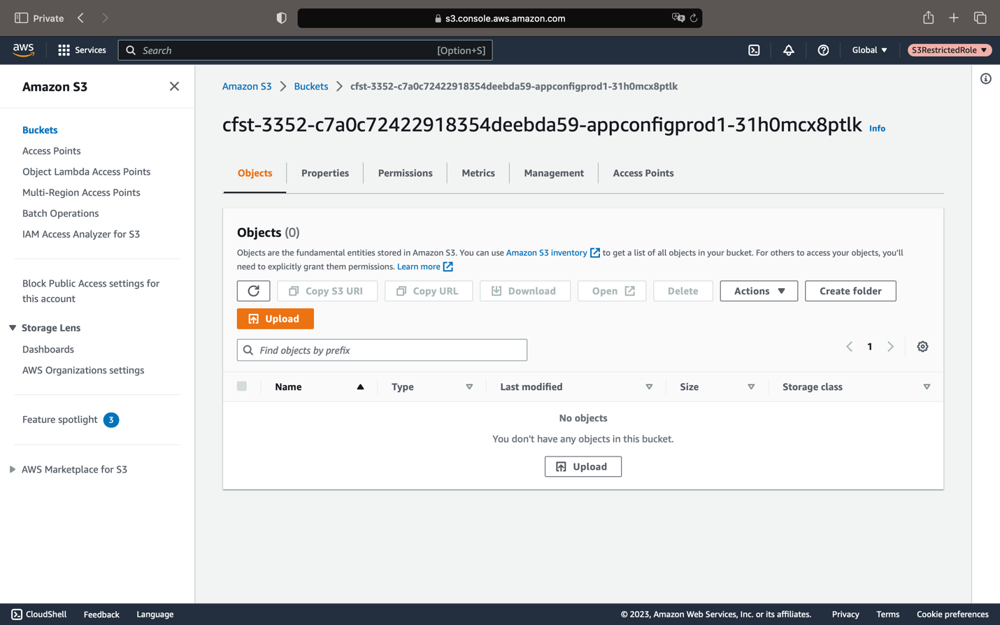 Private
s3.console.aws.amazon.com
aws
Services
Search
[Option+S]
Global
S3RestrictedRole
Amazon S3
Buckets
Access Points
Object Lambda Access Points
Multi-Region Access Points
Batch Operations
IAM Access Analyzer for S3
Block Public Access settings for
this account
Storage Lens
Dashboards
AWS Organizations settings
Feature spotlight 3
AWS Marketplace for S3
Amazon S3 > Buckets > cfst-3352-c7a0c72422918354deebda59-appconfigprod1-31h0mcx8ptlk
cfst-3352-c7a0c72422918354deebda59-appconfigprod1-31h0mcx8ptlk Info
Objects Properties Permissions Metrics Management Access Points
Objects (0)
Objects are the fundamental entities stored in Amazon S3. You can use Amazon S3 inventory to get a list of all objects in your bucket. For others to access your objects, you'll
need to explicitly grant them permissions. Learn more
Copy S3 URI Copy URL Download Open Delete Actions Create folder
Upload
Find objects by prefix
1
Name Type Last modified Size Storage class
No objects
You don't have any objects in this bucket.
Upload
CloudShell Feedback Language
© 2023, Amazon Web Services, Inc. or its affiliates. Privacy Terms Cookie preferences